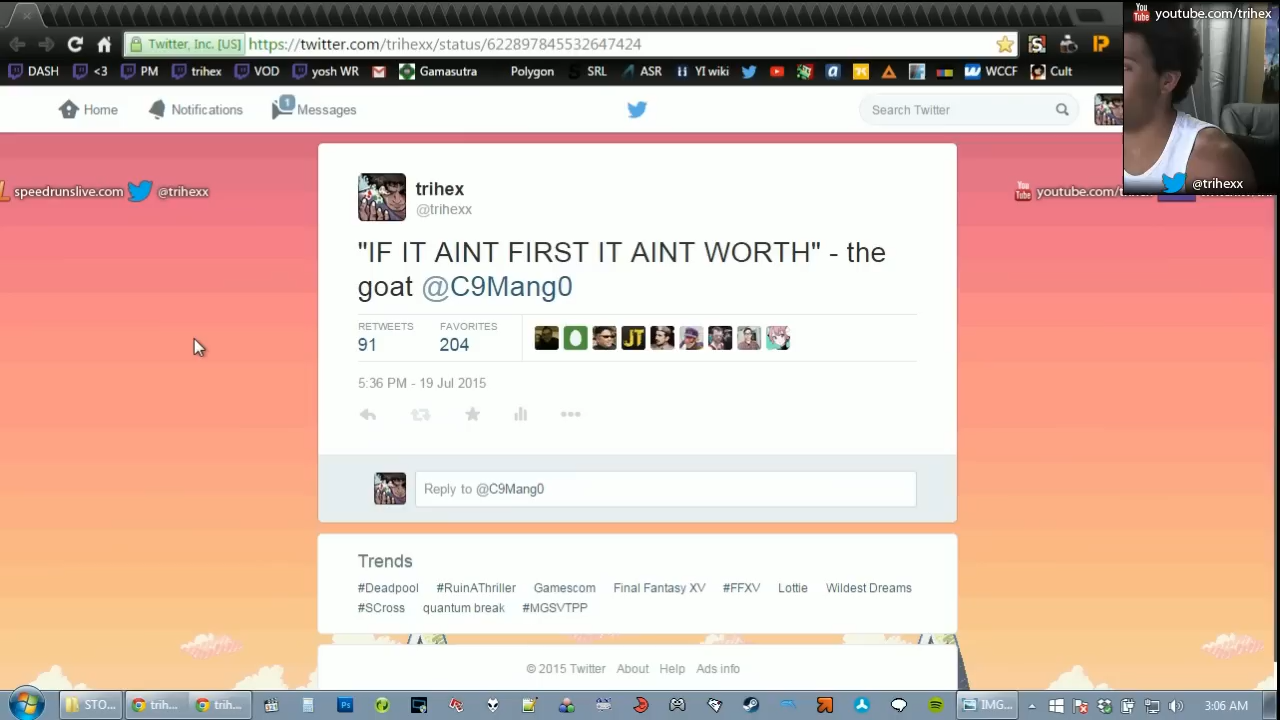 youtube.com/trihex
Twitter, Inc. [US] https://twitter.com/trihexx/status/622897845532647424
DASH <3 PM trihex VOD yosh WR Gamasutra Polygon SRL ASR YI wiki WCCF Cult
Home Notifications 1 Messages Search Twitter
@trihexx
speedrunslive.com @trihexx
youtube.com/
trihex
@trihexx
"IF IT AINT FIRST IT AINT WORTH" - the
goat @C9Mang0
RETWEETS FAVORITES
91 204
JT
5:36 PM - 19 Jul 2015
Reply to @C9Mang0
Trends
#Deadpool #RuinAThriller Gamescom Final Fantasy XV #FFXV Lottie Wildest Dreams
#SCross quantum break #MGSVTPP
© 2015 Twitter About Help Ads info
STO... trih... trih... Ps IMG... 3:06 AM